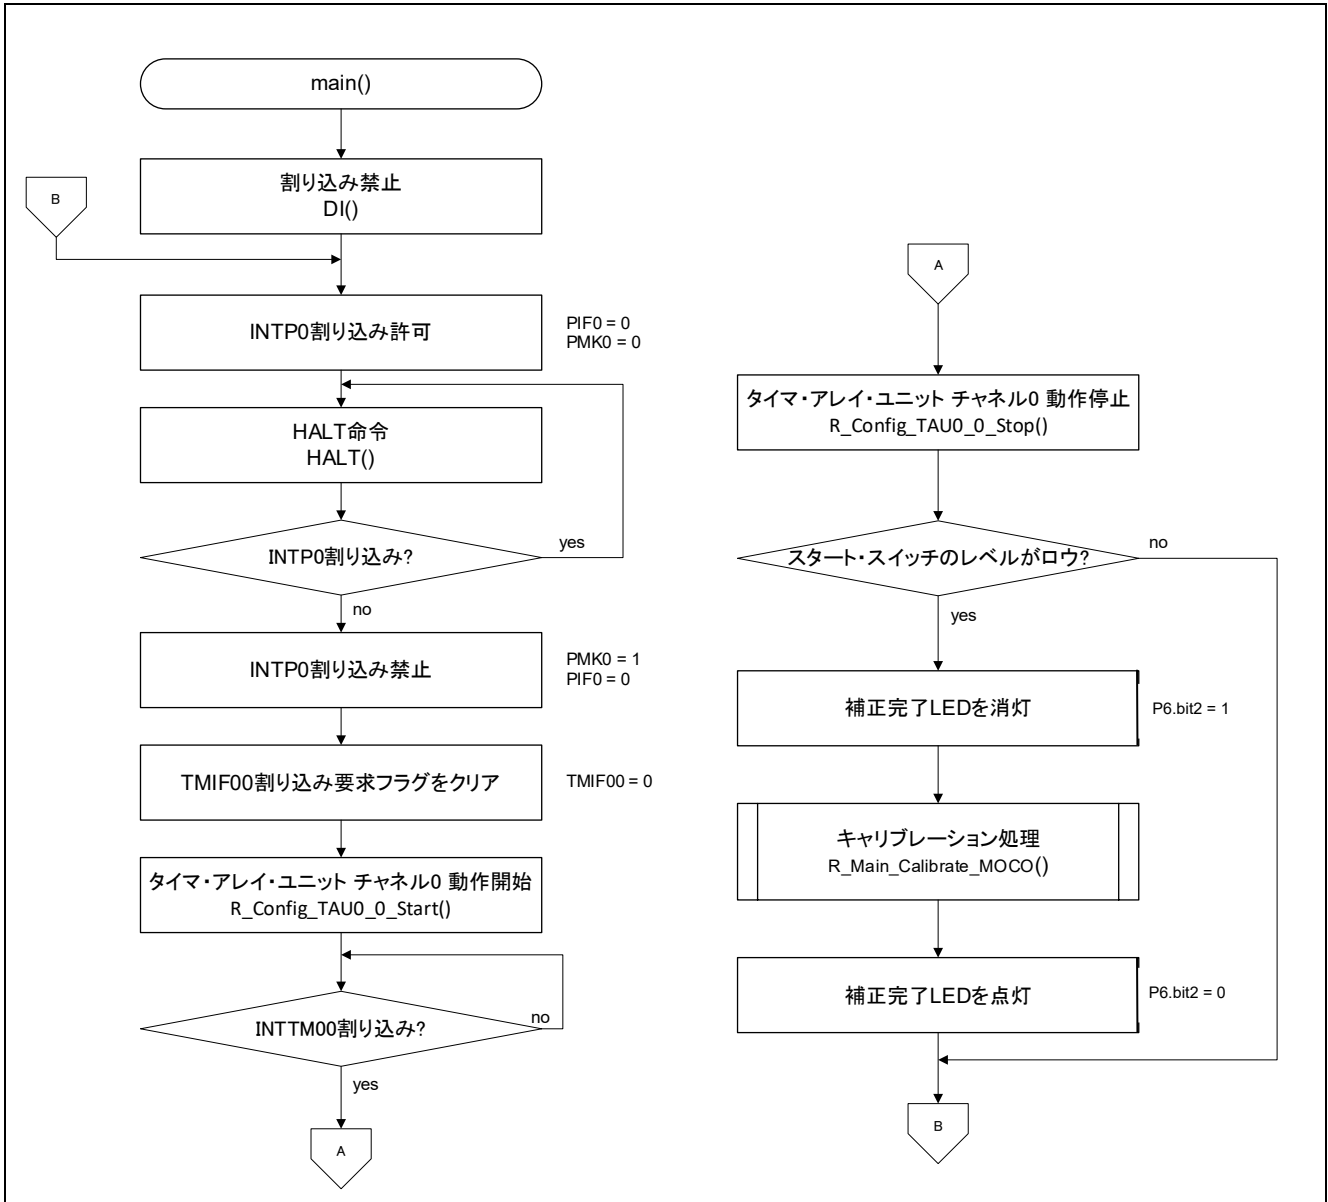 main()
割り込み禁止
DI()
B
INTP0割り込み許可
PIF0 = 0
PMK0 = 0
HALT命令
HALT()
INTP0割り込み?
yes
no
INTP0割り込み禁止
PMK0 = 1
PIF0 = 0
TMIF00割り込み要求フラグをクリア
TMIF00 = 0
タイマ・アレイ・ユニット チャネル0 動作開始
R_Config_TAU0_0_Start()
INTTM00割り込み?
no
yes
A
A
タイマ・アレイ・ユニット チャネル0 動作停止
R_Config_TAU0_0_Stop()
スタート・スイッチのレベルがロウ?
no
yes
補正完了LEDを消灯
P6.bit2 = 1
キャリブレーション処理
R_Main_Calibrate_MOCO()
補正完了LEDを点灯
P6.bit2 = 0
B